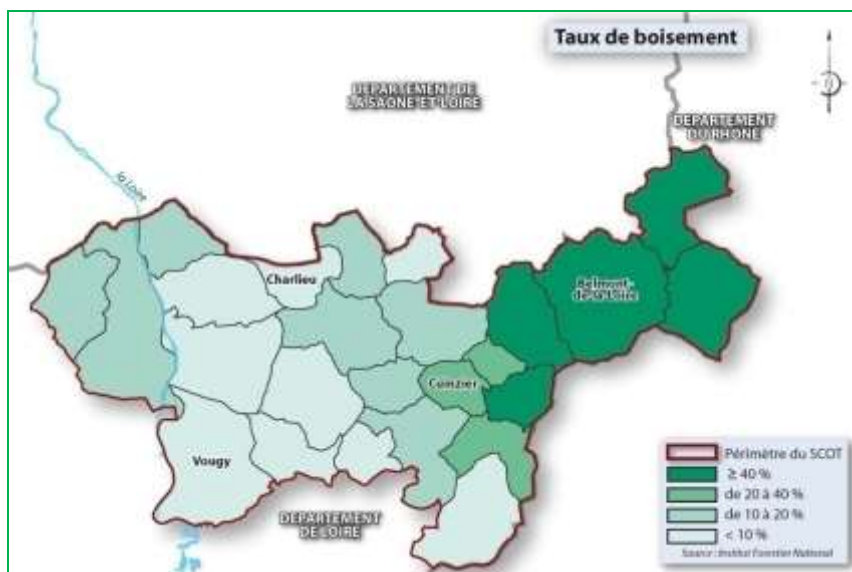 Taux de boisement
DEPARTEMENT DE
LA SAONE-ET-LOIRE
DEPARTEMENT
DU RHONE
la Loire
Charlieu
Belmont-
de-la-Loire
Cuinzier
Vougy
DEPARTEMENT
DE LOIRE
Périmètre du SCOT
≥ 40 %
de 20 à 40 %
de 10 à 20 %
< 10 %
Source : Institut Forestier National